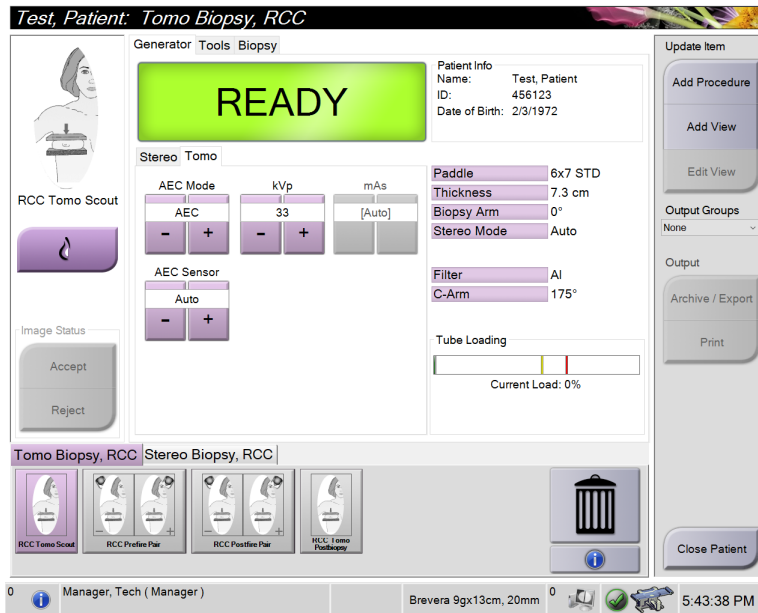 Test, Patient: Tomo Biopsy, RCC
Generator Tools Biopsy
READY
Patient Info
Name: Test, Patient
ID: 456123
Date of Birth: 2/3/1972
RCC Tomo Scout
Stereo Tomo
AEC Mode kVp mAs
AEC 33 [Auto]
- + - +
AEC Sensor
Auto
- +
Paddle 6x7 STD
Thickness 7.3 cm
Biopsy Arm 0°
Stereo Mode Auto
Filter Al
C-Arm 175°
Tube Loading
Current Load: 0%
Image Status
Accept
Reject
Update Item
Add Procedure
Add View
Edit View
Output Groups
None
Output
Archive / Export
Print
Close Patient
Tomo Biopsy, RCC Stereo Biopsy, RCC
RCC Tomo Scout
- +
RCC Prefire Pair
- +
RCC Postfire Pair
RCC Tomo
Postbiopsy
0 Manager, Tech ( Manager ) Brevera 9gx13cm, 20mm 0 5:43:38 PM